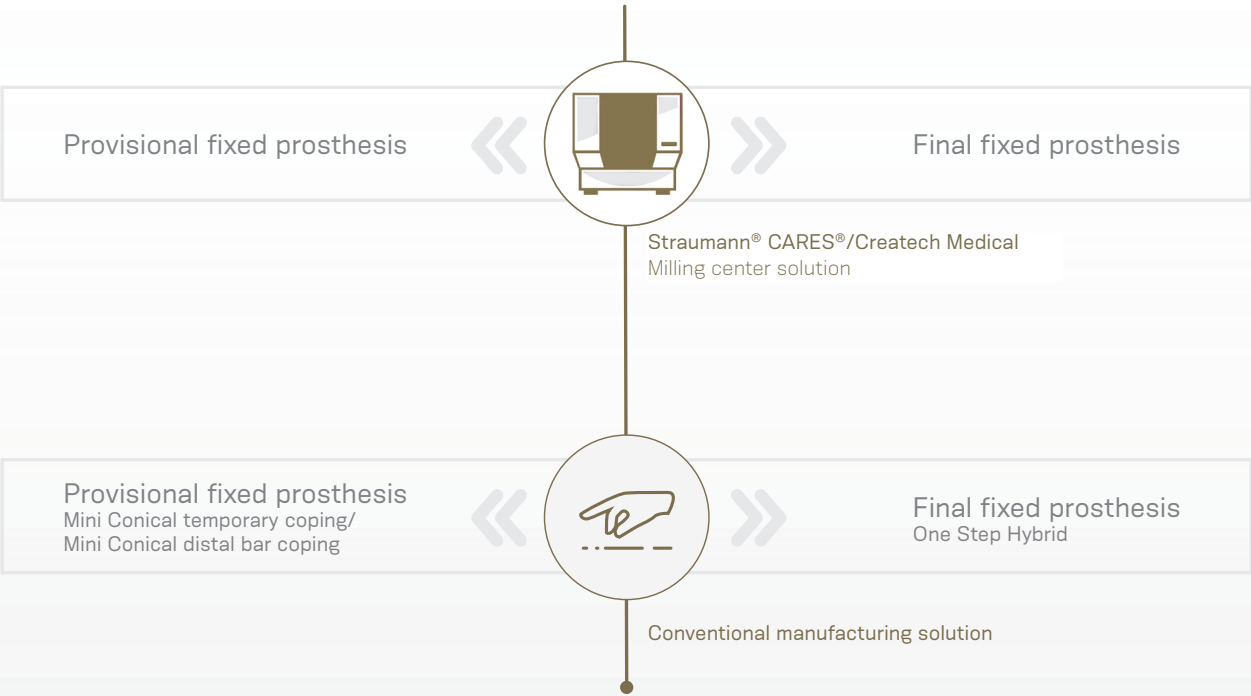 Provisional fixed prosthesis
Final fixed prosthesis
Straumann® CARES®/Createch Medical
Milling center solution
Provisional fixed prosthesis
Mini Conical temporary coping/
Mini Conical distal bar coping
Final fixed prosthesis
One Step Hybrid
Conventional manufacturing solution